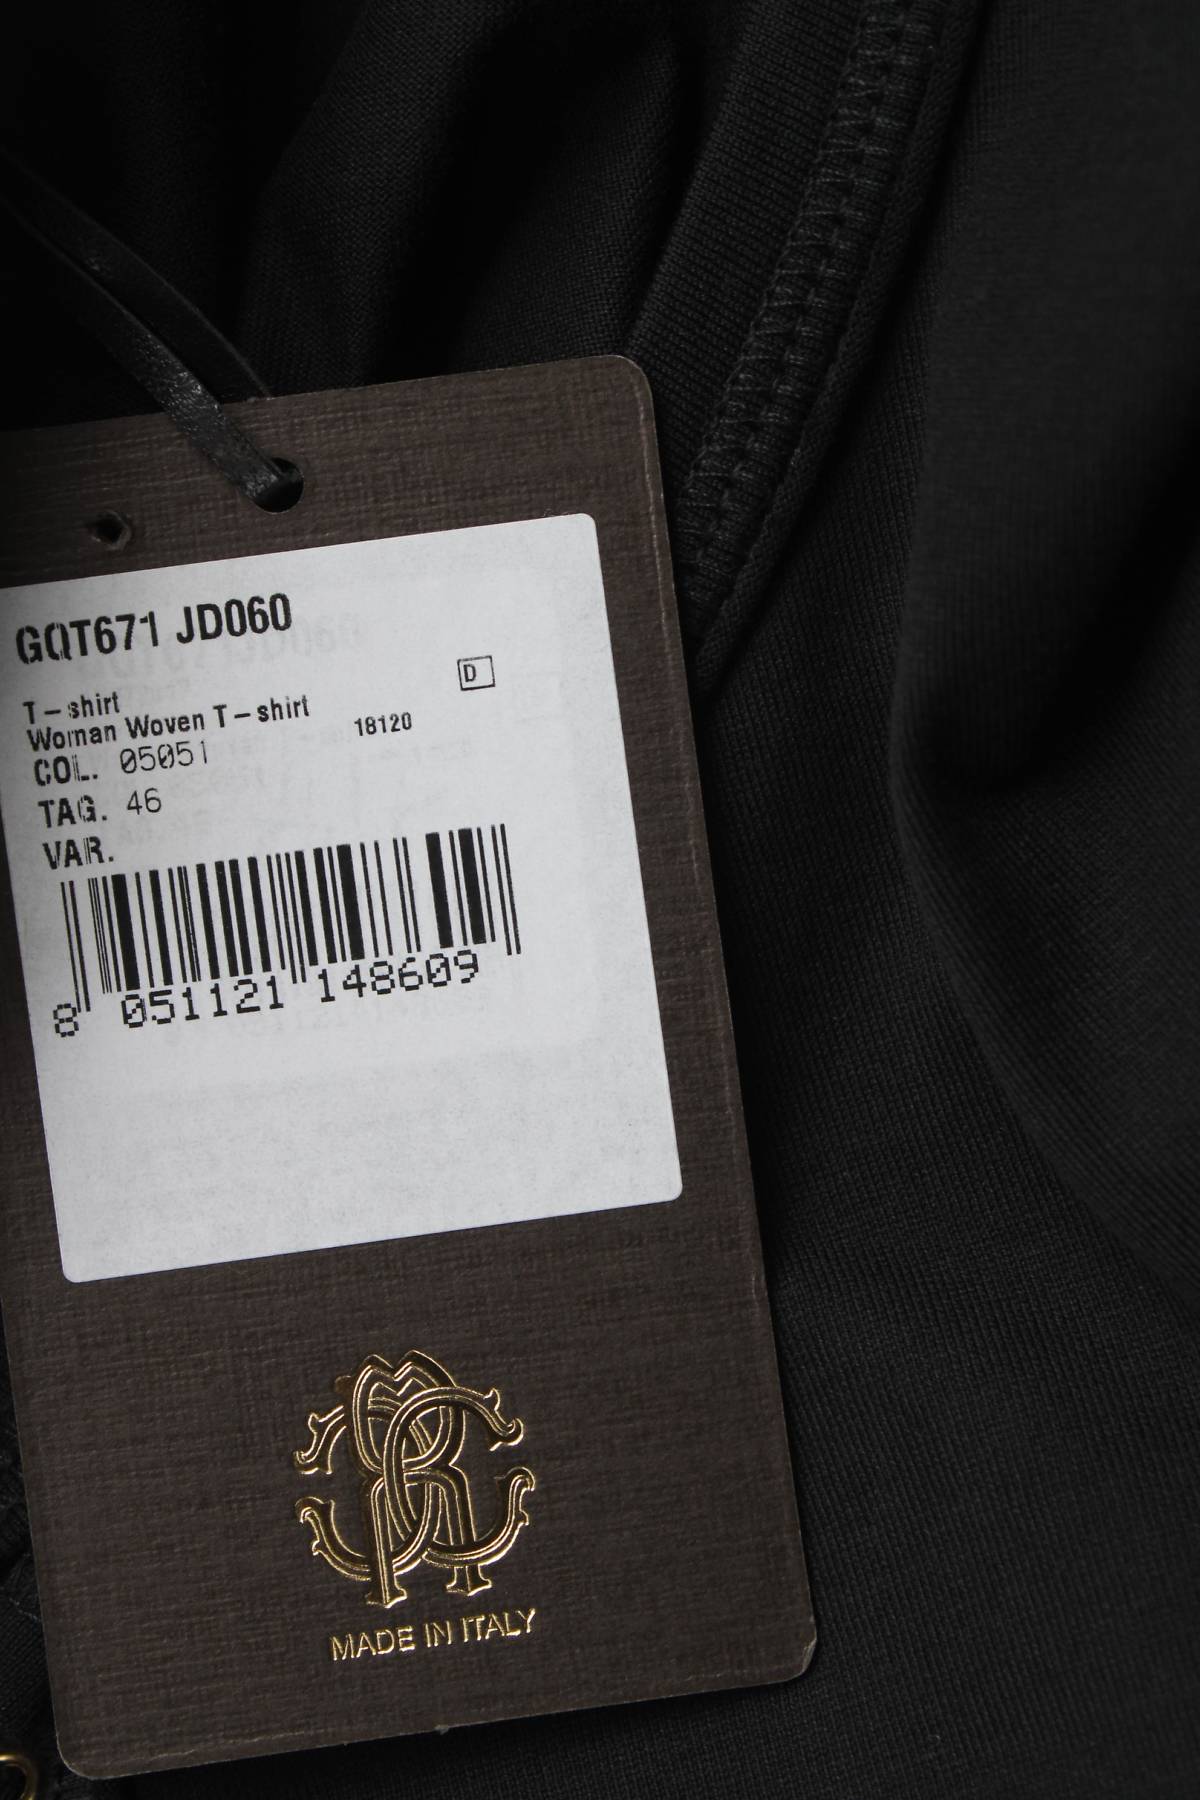 GQT671 JD060
D
T-shirt
Woman Woven T-shirt 18120
COL. 05051
TAG. 46
VAR.
8 051121 148609
MADE IN ITALY